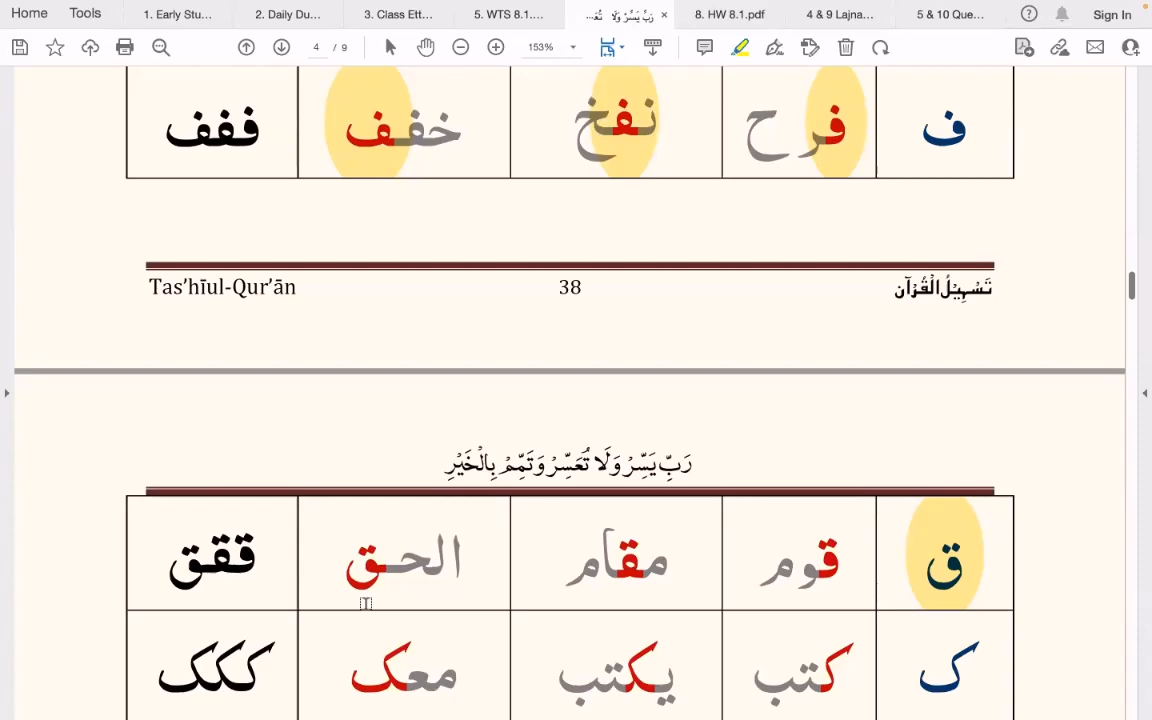 Home Tools 1. Early Stu... 2. Daily Du... 3. Class Ett... 5. WTS 8.1.... رَبِّ يَسِّرْ وَلَا تُعَ... × 8. HW 8.1.pdf 4 & 9 Lajna... 5 & 10 Que... Sign In
4 / 9 153%
ف فرح نفخ خفف ففف
Tas’hīul-Qur’ān 38 تَسْهِيْلُ الْقُرْآن
رَبِّ يَسِّرْ وَلَا تُعَسِّرْ وَتَمِّمْ بِالْخَيْرِ
ق قوم مقام الحق ققق
ک کتب یکتب معک ککک